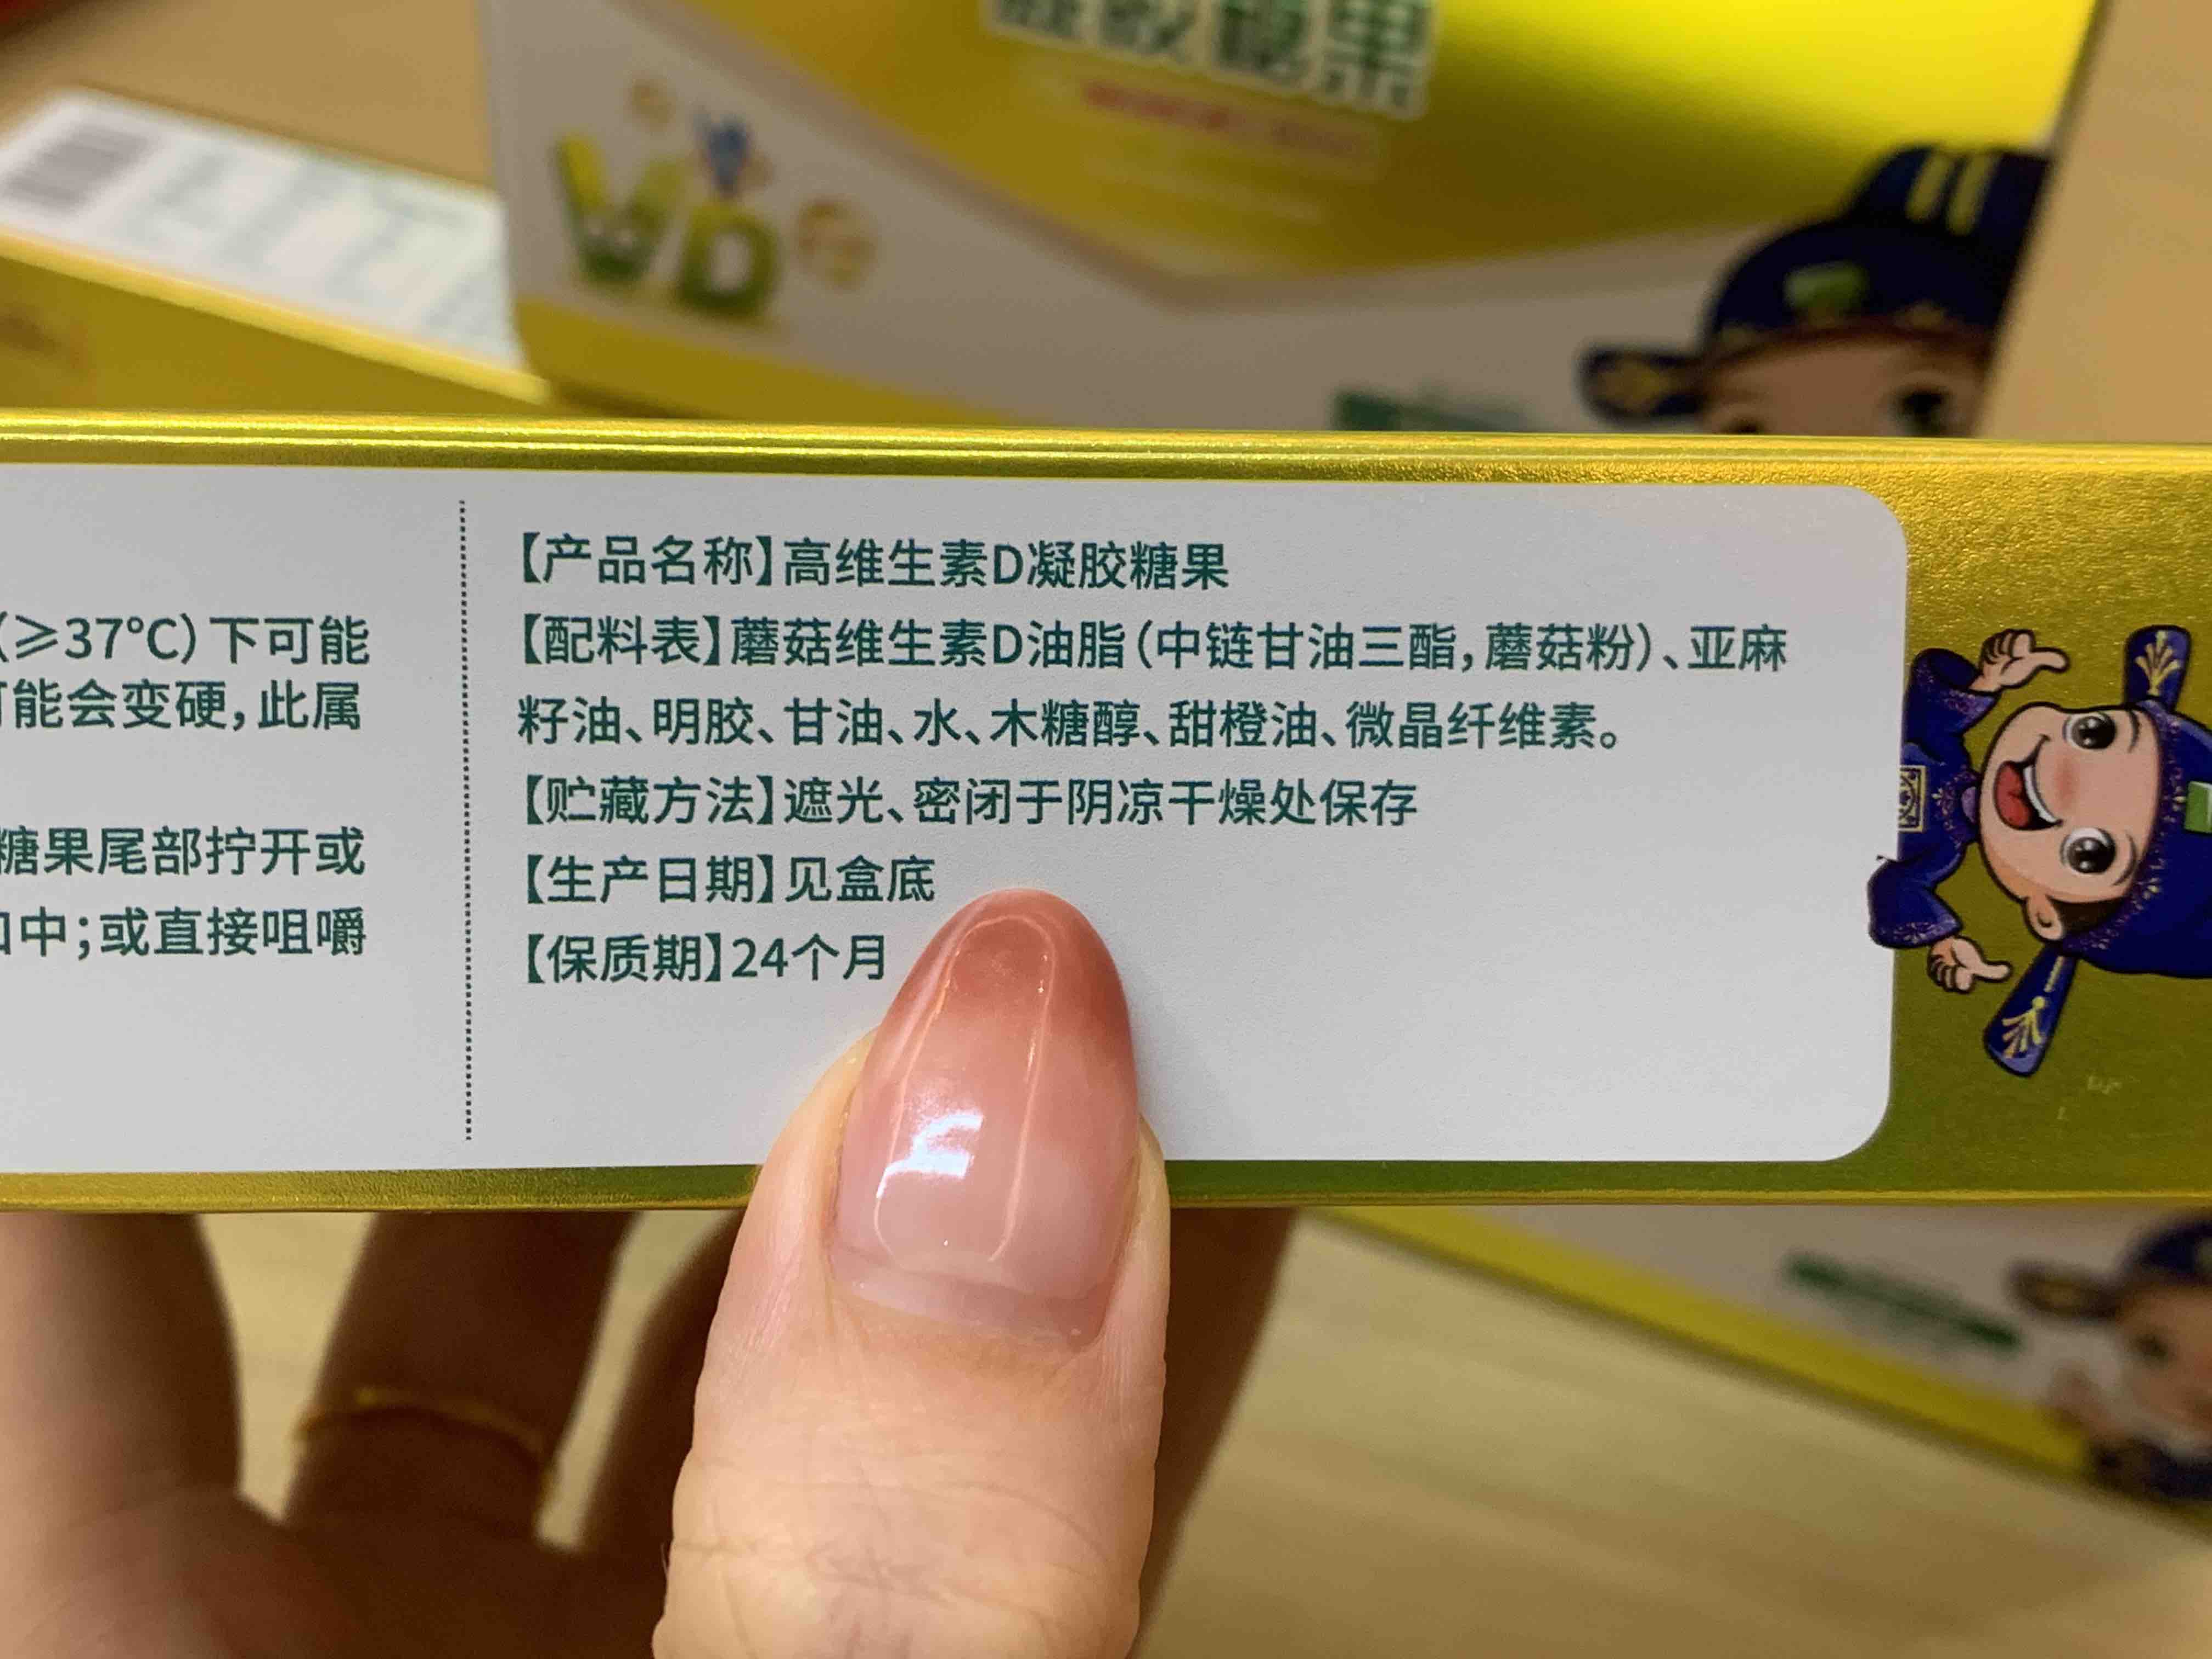 凝胶糖果
VD
(≥37℃)下可能
可能会变硬,此属
糖果尾部拧开或
口中;或直接咀嚼
【产品名称】高维生素D凝胶糖果
【配料表】蘑菇维生素D油脂(中链甘油三酯,蘑菇粉)、亚麻
籽油、明胶、甘油、水、木糖醇、甜橙油、微晶纤维素。
【贮藏方法】遮光、密闭于阴凉干燥处保存
【生产日期】见盒底
【保质期】24个月